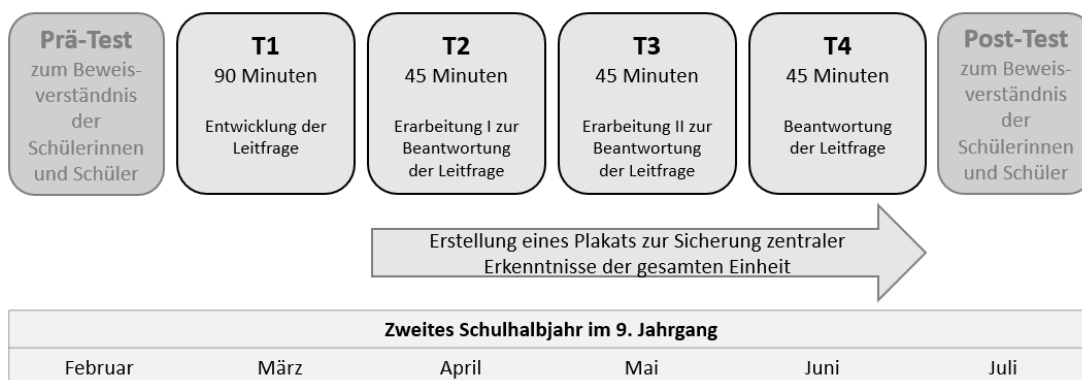 Prä-Test
zum Beweis-
verständnis
der
Schülerinnen
und Schüler
T1
90 Minuten
Entwicklung der
Leitfrage
T2
45 Minuten
Erarbeitung I zur
Beantwortung
der Leitfrage
T3
45 Minuten
Erarbeitung II zur
Beantwortung
der Leitfrage
T4
45 Minuten
Beantwortung
der Leitfrage
Post-Test
zum Beweis-
verständnis
der
Schülerinnen
und Schüler
Erstellung eines Plakats zur Sicherung zentraler
Erkenntnisse der gesamten Einheit
Zweites Schulhalbjahr im 9. Jahrgang
Februar März April Mai Juni Juli